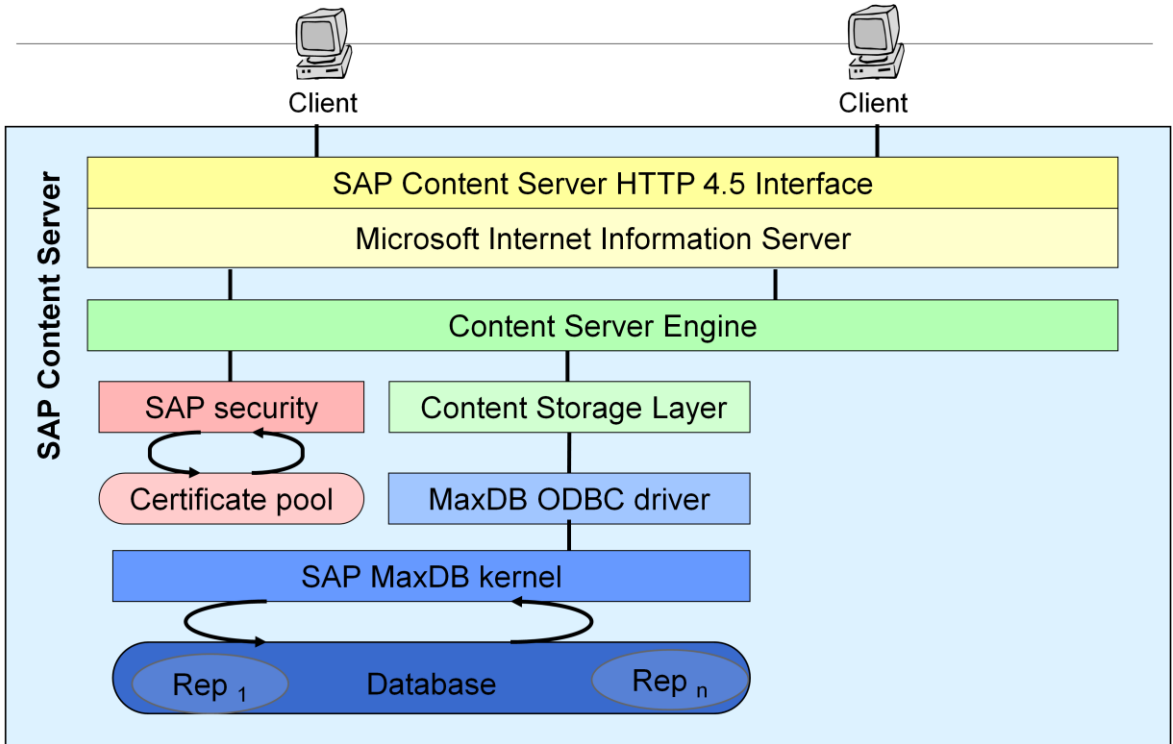 Client
Client
SAP Content Server
SAP Content Server HTTP 4.5 Interface
Microsoft Internet Information Server
Content Server Engine
SAP security
Content Storage Layer
Certificate pool
MaxDB ODBC driver
SAP MaxDB kernel
Rep 1
Database
Rep n